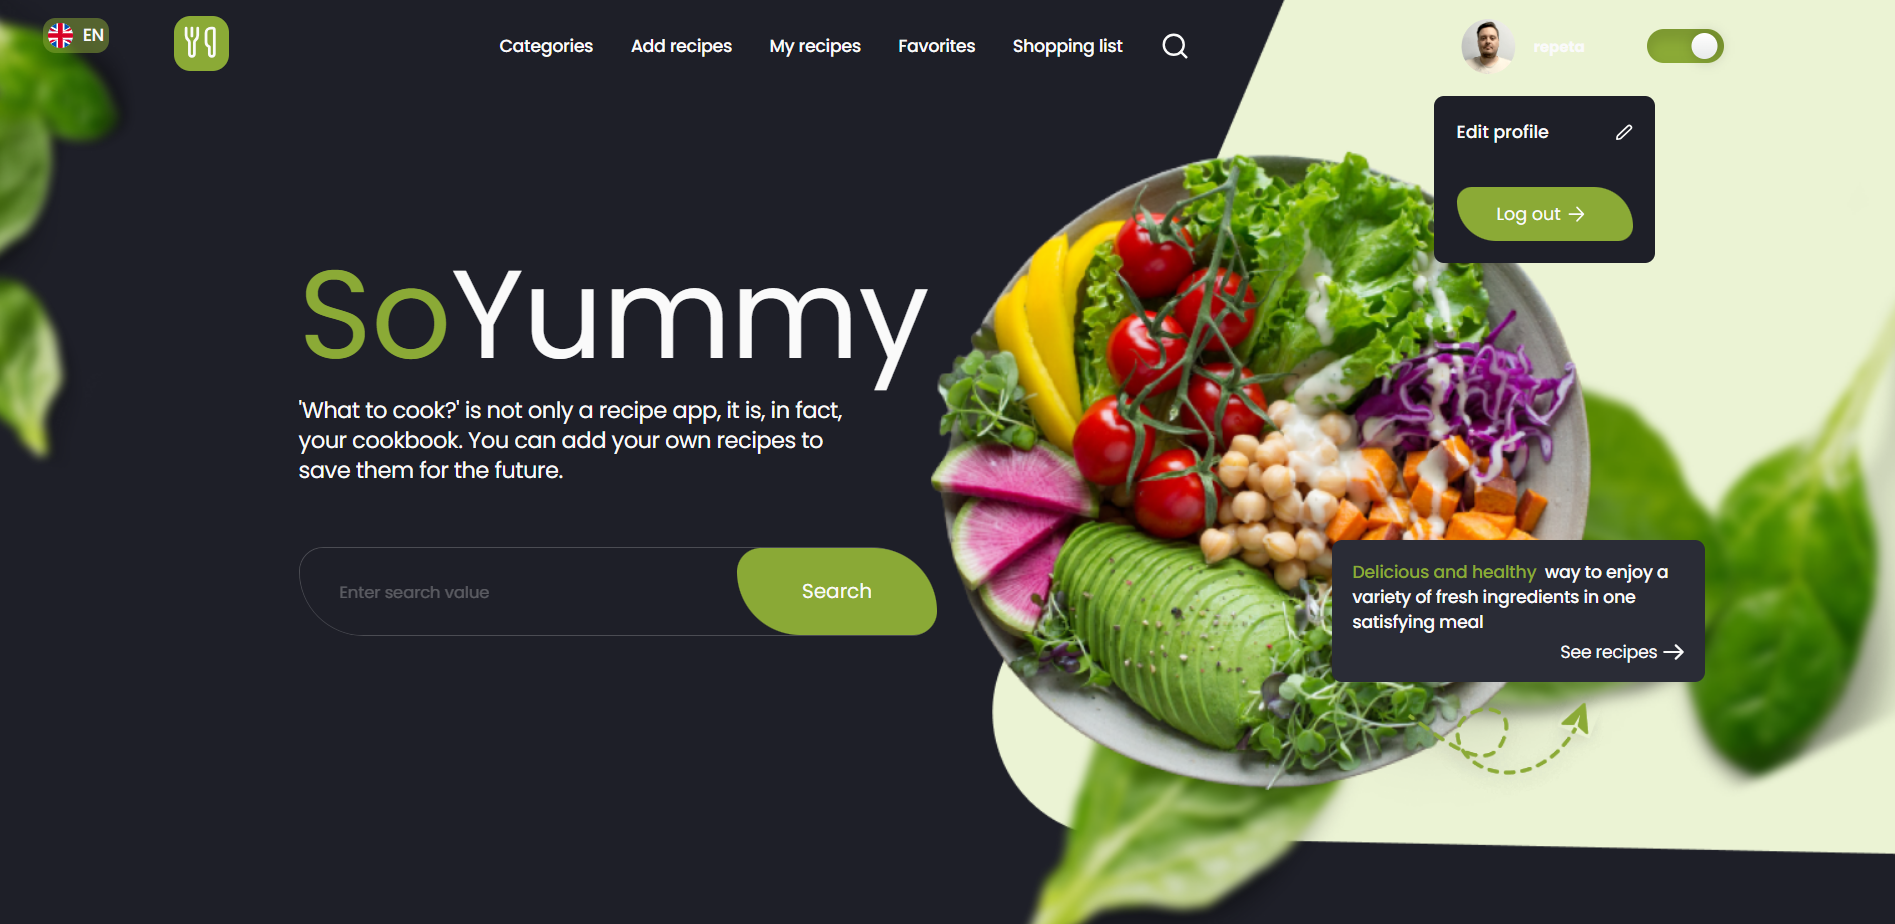 EN
Categories
Add recipes
My recipes
Favorites
Shopping list
repeta
Edit profile
Log out
SoYummy
'What to cook?' is not only a recipe app, it is, in fact,
your cookbook. You can add your own recipes to
save them for the future.
Enter search value
Search
Delicious and healthy way to enjoy a
variety of fresh ingredients in one
satisfying meal
See recipes